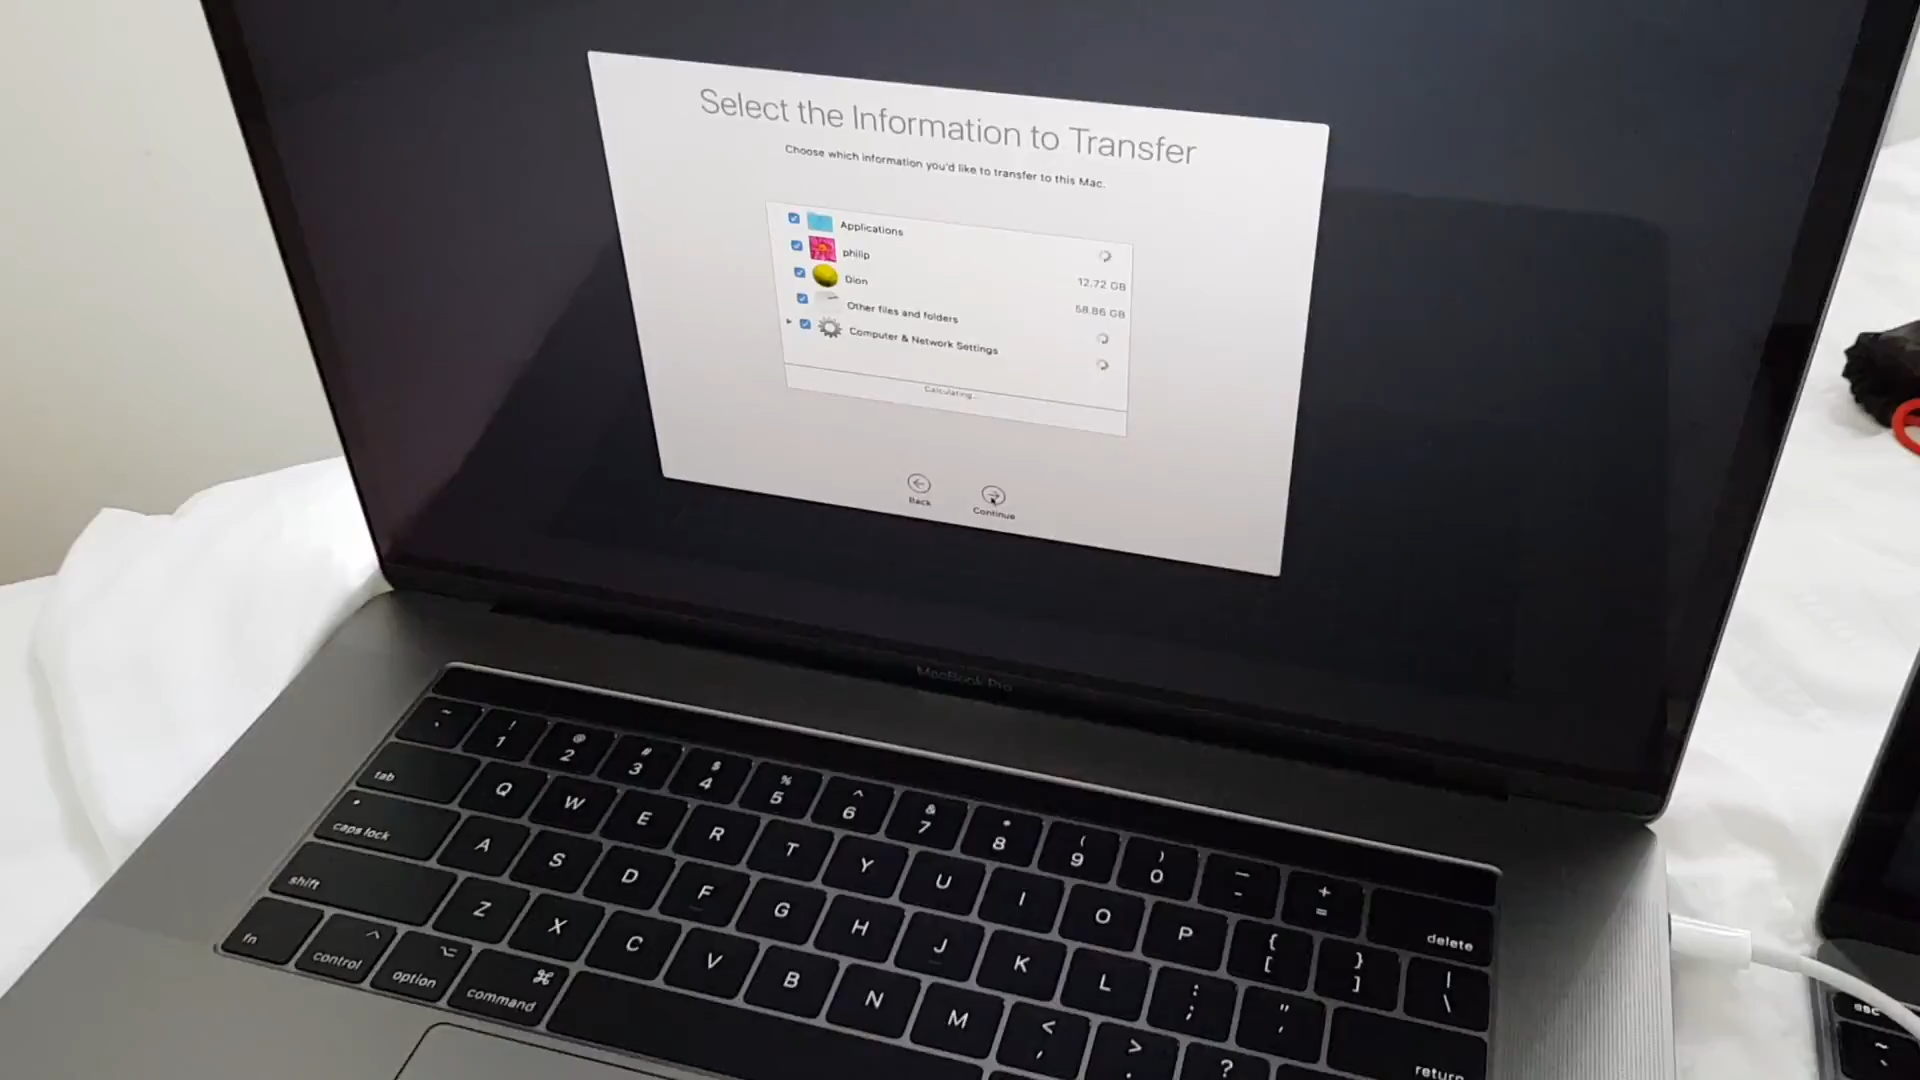 Select the Information to Transfer
Choose which information you'd like to transfer to this Mac.
Applications
philip
12.72 GB
Dion
58.86 GB
Other files and folders
Computer & Network Settings
Calculating...
Back
Continue
MacBook Pro
~ ` ! 1 @ 2 # 3 $ 4 % 5 ^ 6 & 7 * 8 ( 9 ) 0 — - + =
delete
tab Q W E R T Y U I O P { [ } ] | \
caps lock A S D F G H J K L : ; " '
return
shift Z X C V B N M < , > . ?
fn control option command
esc
~